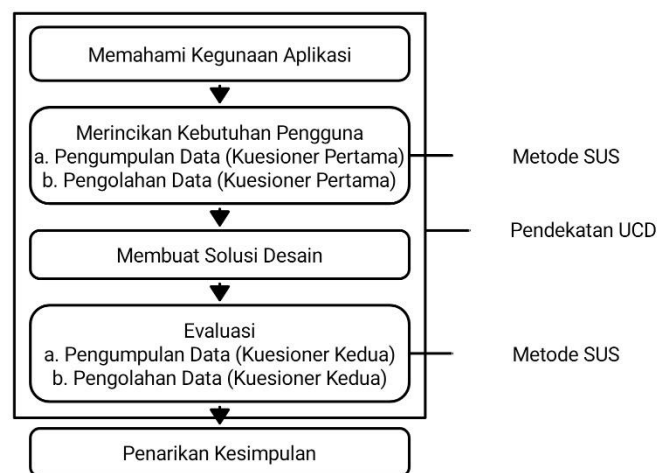 Memahami Kegunaan Aplikasi
Merincikan Kebutuhan Pengguna
a. Pengumpulan Data (Kuesioner Pertama)
b. Pengolahan Data (Kuesioner Pertama)
Metode SUS
Pendekatan UCD
Membuat Solusi Desain
Evaluasi
a. Pengumpulan Data (Kuesioner Kedua)
b. Pengolahan Data (Kuesioner Kedua)
Metode SUS
Penarikan Kesimpulan